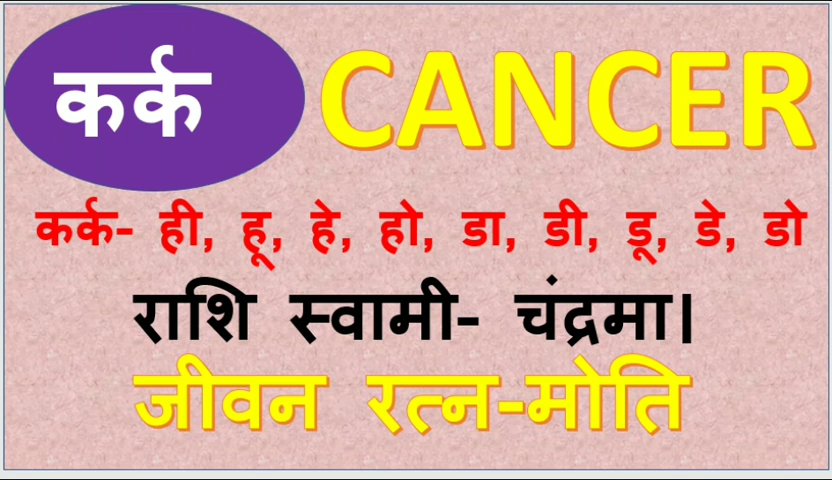 कर्क CANCER
कर्क- ही, हू, हे, हो, डा, डी, डू, डे, डो
राशि स्वामी- चंद्रमा।
जीवन रत्न-मोति